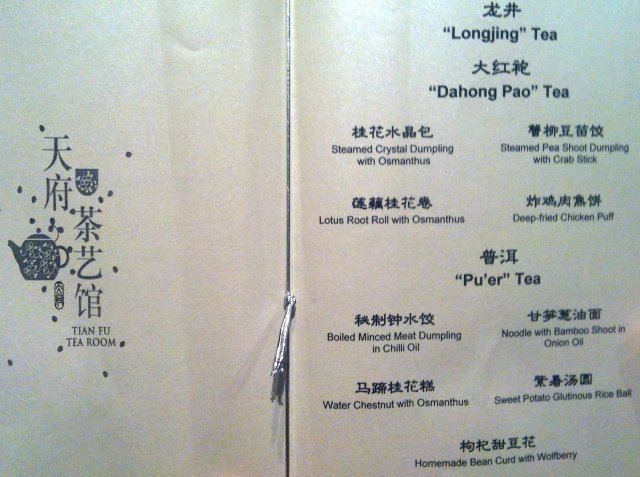 天府
茶艺馆
TIAN FU
TEA ROOM
龙井
“Longjing” Tea
大红袍
“Dahong Pao” Tea
桂花水晶包
Steamed Crystal Dumpling
with Osmanthus
蟹柳豆苗饺
Steamed Pea Shoot Dumpling
with Crab Stick
莲藕桂花卷
Lotus Root Roll with Osmanthus
炸鸡肉焦饼
Deep-fried Chicken Puff
普洱
“Pu’er” Tea
秘制钟水饺
Boiled Minced Meat Dumpling
in Chilli Oil
甘笋葱油面
Noodle with Bamboo Shoot in
Onion Oil
马蹄桂花糕
Water Chestnut with Osmanthus
紫薯汤圆
Sweet Potato Glutinous Rice Ball
枸杞甜豆花
Homemade Bean Curd with Wolfberry